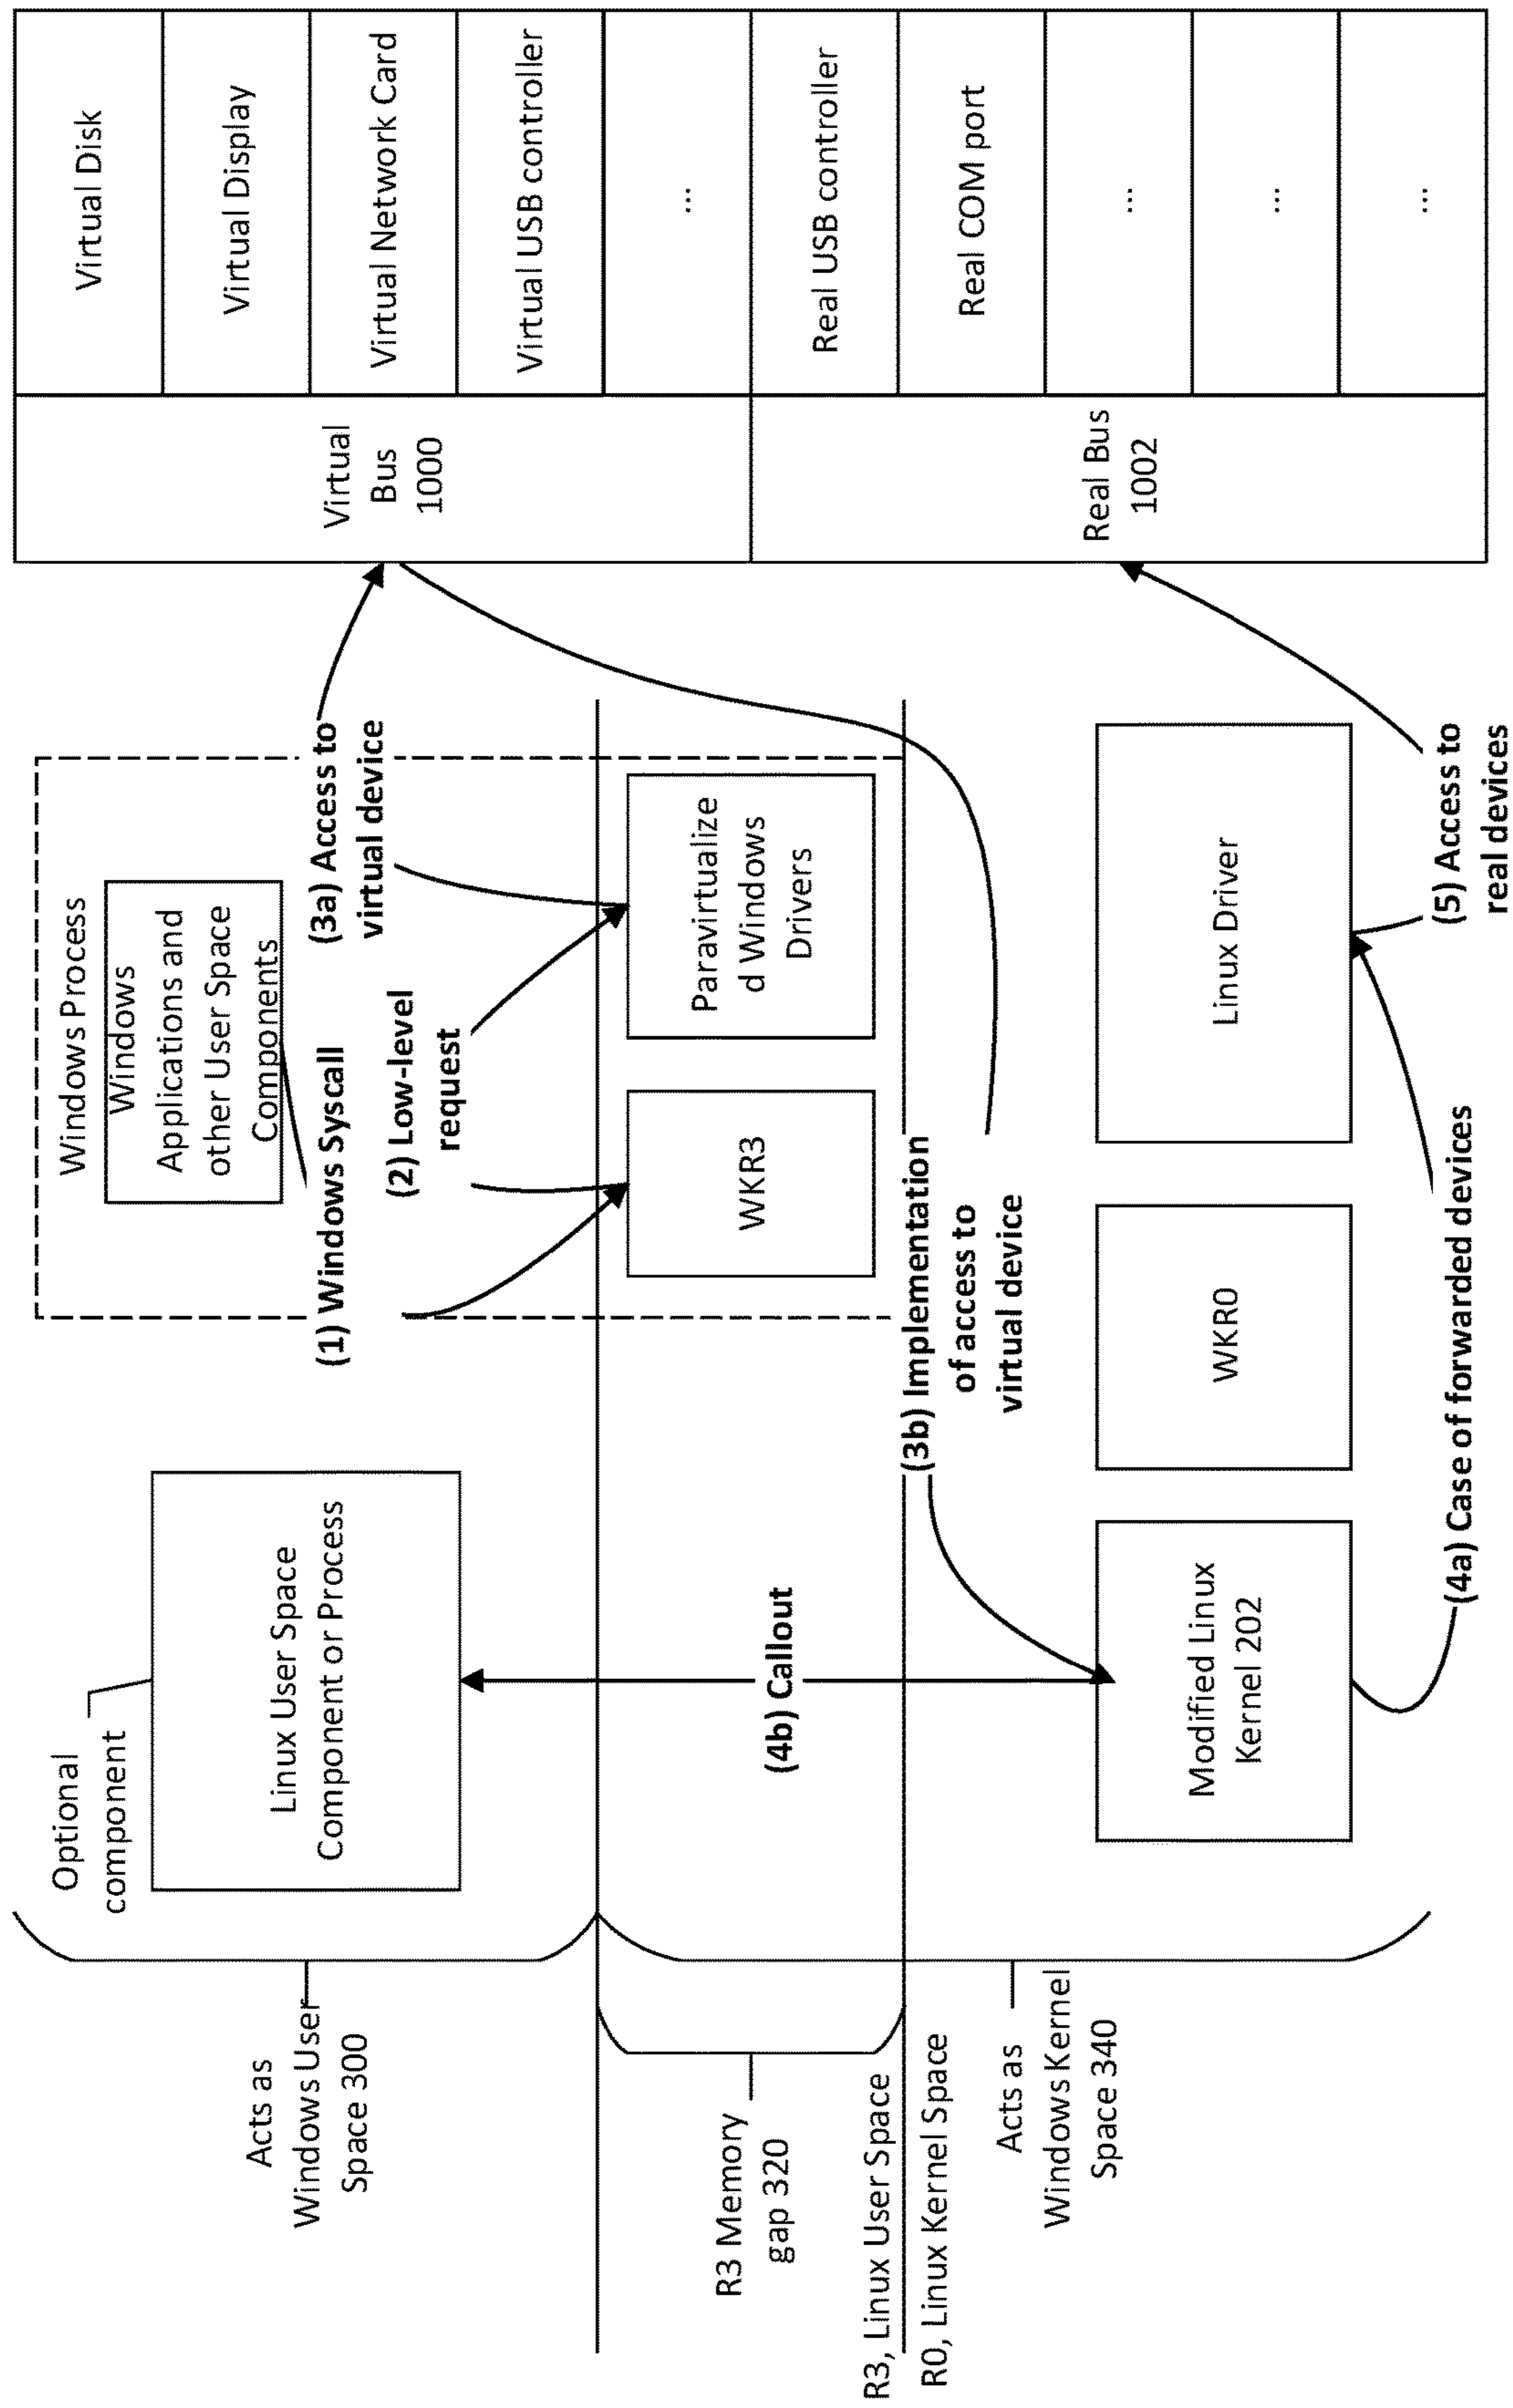 Acts as
Windows User
Space 300
R3 Memory
gap 320
R3, Linux User Space
R0, Linux Kernel Space
Acts as
Windows Kernel
Space 340
Optional
component
Linux User Space
Component or Process
(4b) Callout
Modified Linux
Kernel 202
Windows Process
Windows
Applications and
other User Space
Components
(1) Windows Syscall
(2) Low-level
request
(3a) Access to
virtual device
WKR3
Paravirtualize
d Windows
Drivers
(3b) Implementation
of access to
virtual device
WKR0
Linux Driver
(4a) Case of forwarded devices
(5) Access to
real devices
Virtual
Bus
1000
Real Bus
1002
Virtual Disk
Virtual Display
Virtual Network Card
Virtual USB controller
...
Real USB controller
Real COM port
...
...
...